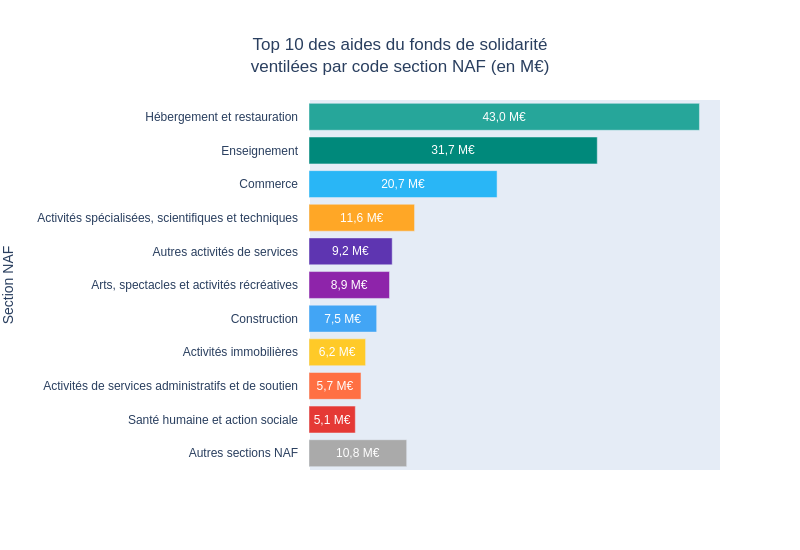 Top 10 des aides du fonds de solidarité
ventilées par code section NAF (en M€)
Section NAF
Hébergement et restauration 43,0 M€
Enseignement 31,7 M€
Commerce 20,7 M€
Activités spécialisées, scientifiques et techniques 11,6 M€
Autres activités de services 9,2 M€
Arts, spectacles et activités récréatives 8,9 M€
Construction 7,5 M€
Activités immobilières 6,2 M€
Activités de services administratifs et de soutien 5,7 M€
Santé humaine et action sociale 5,1 M€
Autres sections NAF 10,8 M€